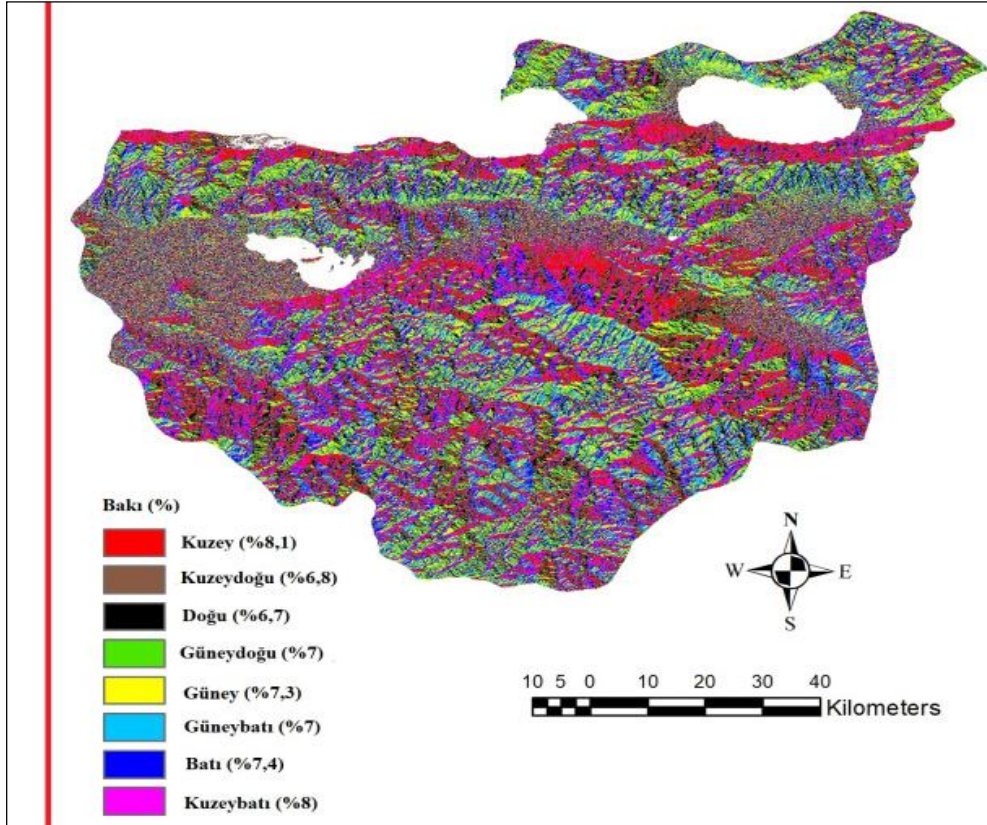 Bakı (%)
Kuzey (%8,1)
Kuzeydoğu (%6,8)
Doğu (%6,7)
Güneydoğu (%7)
Güney (%7,3)
Güneybatı (%7)
Batı (%7,4)
Kuzeybatı (%8)
N
W E
S
10 5 0 10 20 30 40
Kilometers